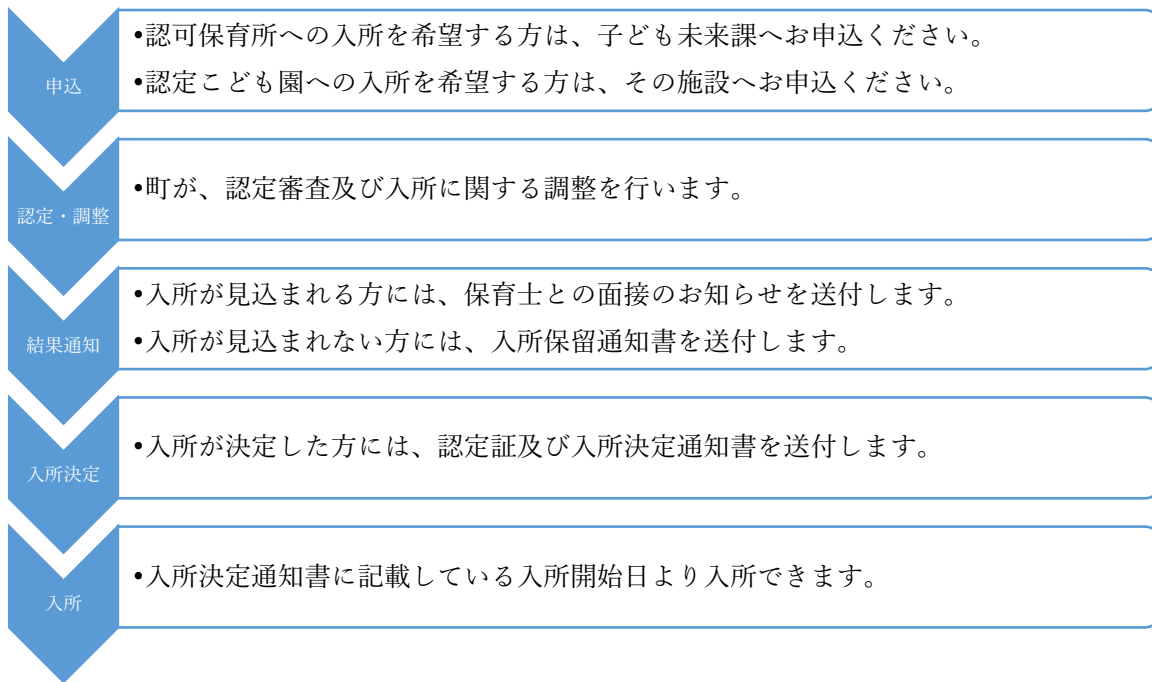 申込
•認可保育所への入所を希望する方は、子ども未来課へお申込ください。
•認定こども園への入所を希望する方は、その施設へお申込ください。
認定・調整
•町が、認定審査及び入所に関する調整を行います。
結果通知
•入所が見込まれる方には、保育士との面接のお知らせを送付します。
•入所が見込まれない方には、入所保留通知書を送付します。
入所決定
•入所が決定した方には、認定証及び入所決定通知書を送付します。
入所
•入所決定通知書に記載している入所開始日より入所できます。